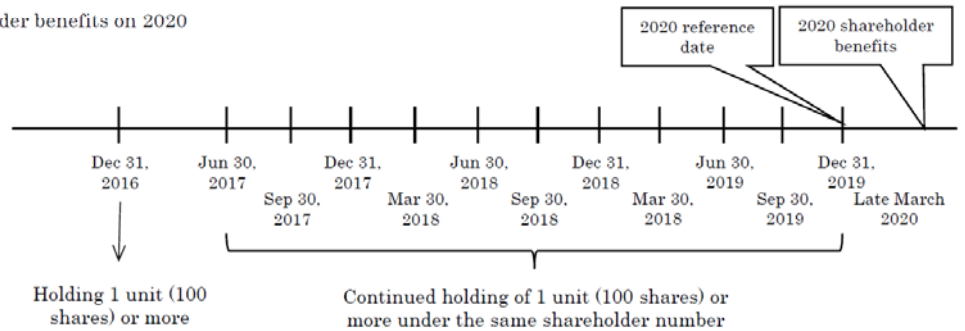 der benefits on 2020
2020 reference
date
2020 shareholder
benefits
Dec 31,
2016
Jun 30,
2017
Sep 30,
2017
Dec 31,
2017
Mar 30,
2018
Jun 30,
2018
Sep 30,
2018
Dec 31,
2018
Mar 30,
2018
Jun 30,
2019
Sep 30,
2019
Dec 31,
2019
Late March
2020
Holding 1 unit (100
shares) or more
Continued holding of 1 unit (100 shares) or
more under the same shareholder number